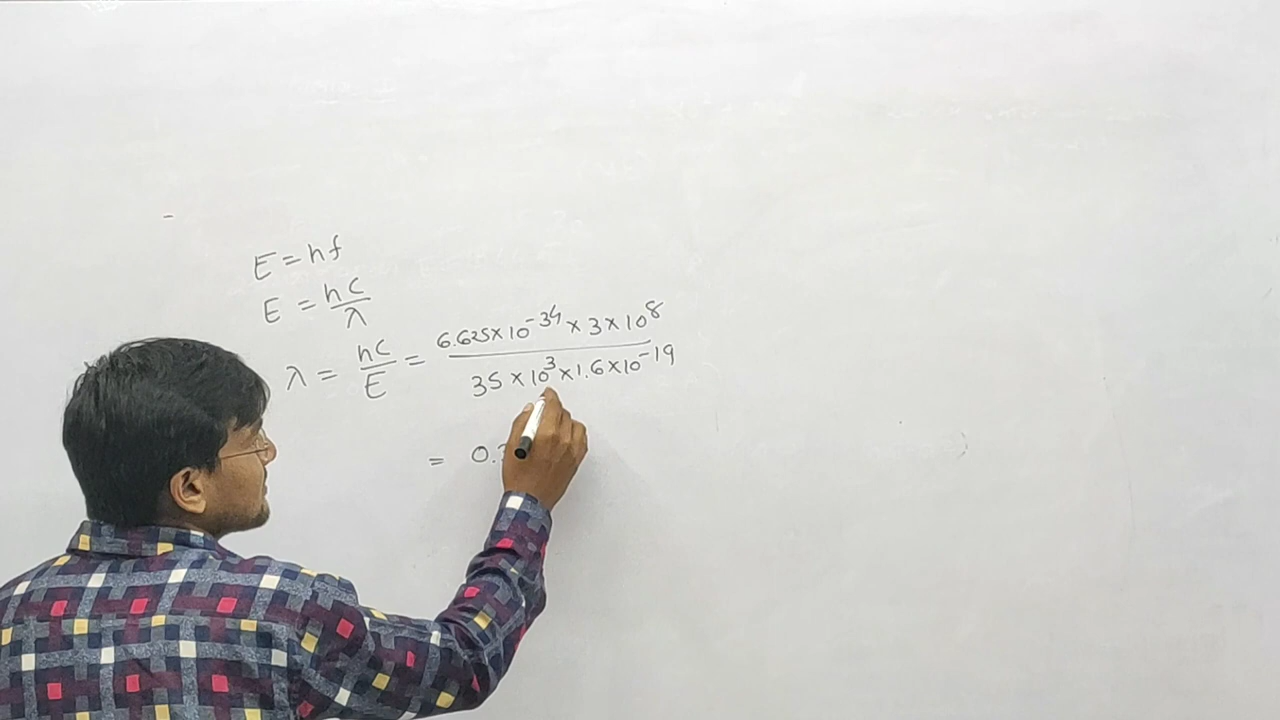 E = hf
E = hc/λ
λ = hc/E = 6.625×10⁻³⁴ × 3×10⁸ / 35 ×10³×1.6×10⁻¹⁹
= 0.